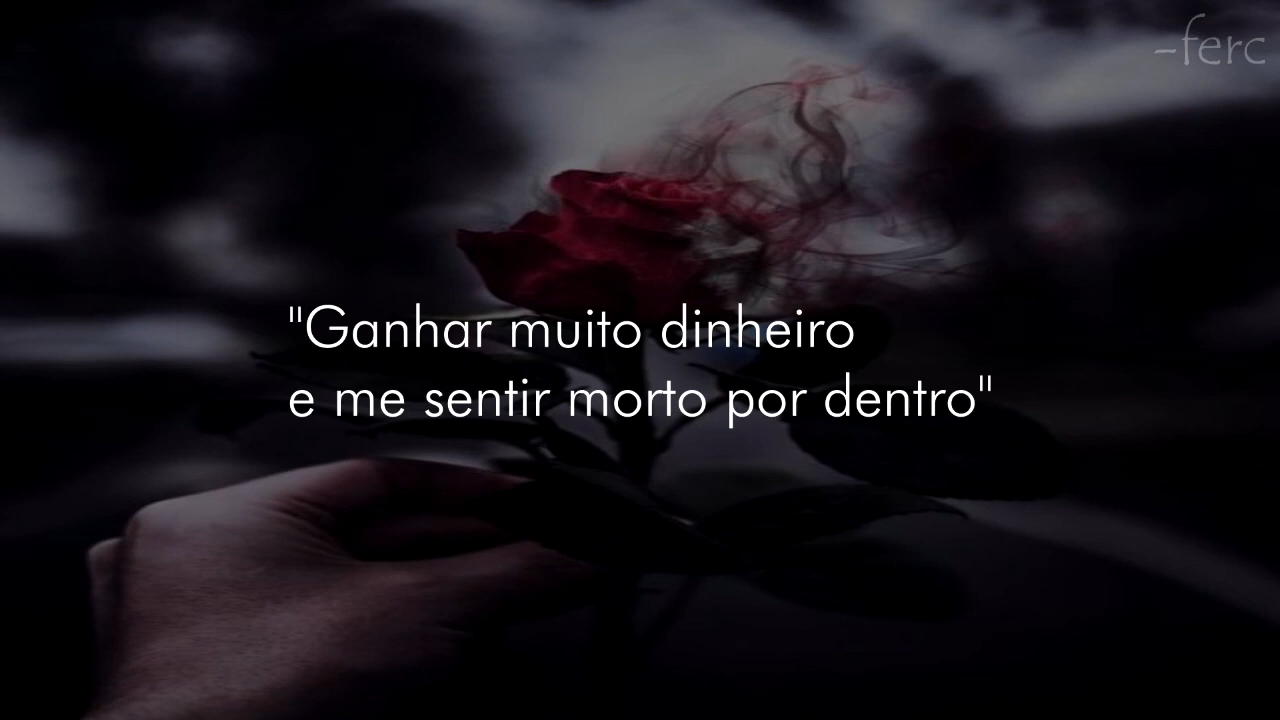 -ferc
"Ganhar muito dinheiro
e me sentir morto por dentro"